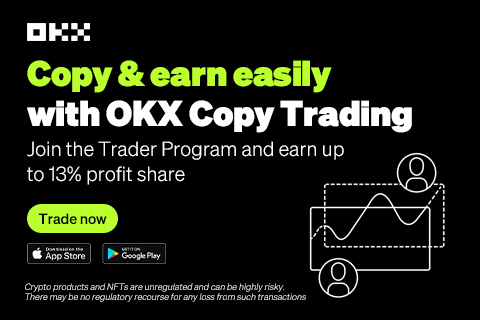 OKX
Copy & earn easily
with OKX Copy Trading
Join the Trader Program and earn up
to 13% profit share
Trade now
Download on the
App Store
GET IT ON
Google Play
Crypto products and NFTs are unregulated and can be highly risky.
There may be no regulatory recourse for any loss from such transactions